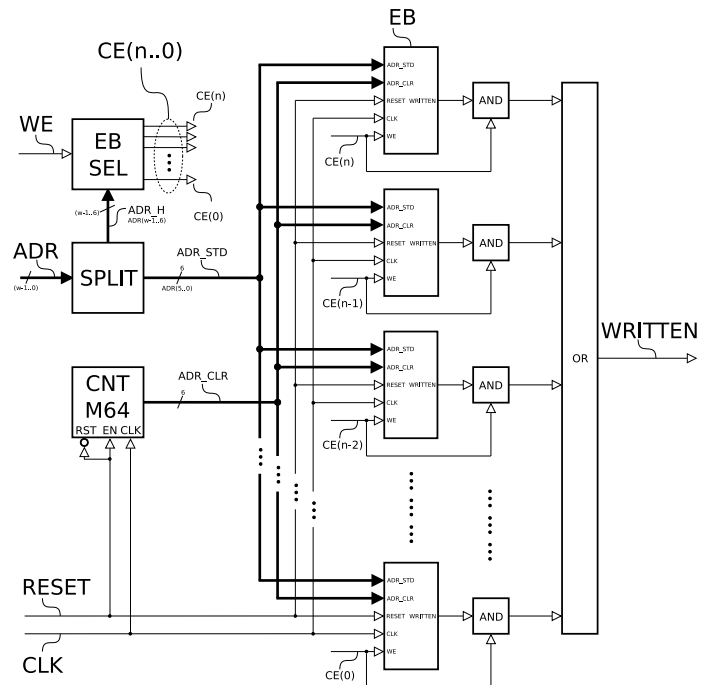 EB
CE(n..0)
CE(n)
WE
EB
SEL
CE(0)
(w-1..6)
ADR_H
ADR(w-1..6)
ADR
(w-1..0)
SPLIT
ADR_STD
6
ADR(5..0)
CNT
M64
RST EN CLK
ADR_CLR
6
RESET
CLK
ADR_STD
ADR_CLR
RESET WRITTEN
CLK
WE
CE(n)
AND
ADR_STD
ADR_CLR
RESET WRITTEN
CLK
WE
CE(n-1)
AND
ADR_STD
ADR_CLR
RESET WRITTEN
CLK
WE
CE(n-2)
AND
ADR_STD
ADR_CLR
RESET WRITTEN
CLK
WE
CE(0)
AND
OR
WRITTEN